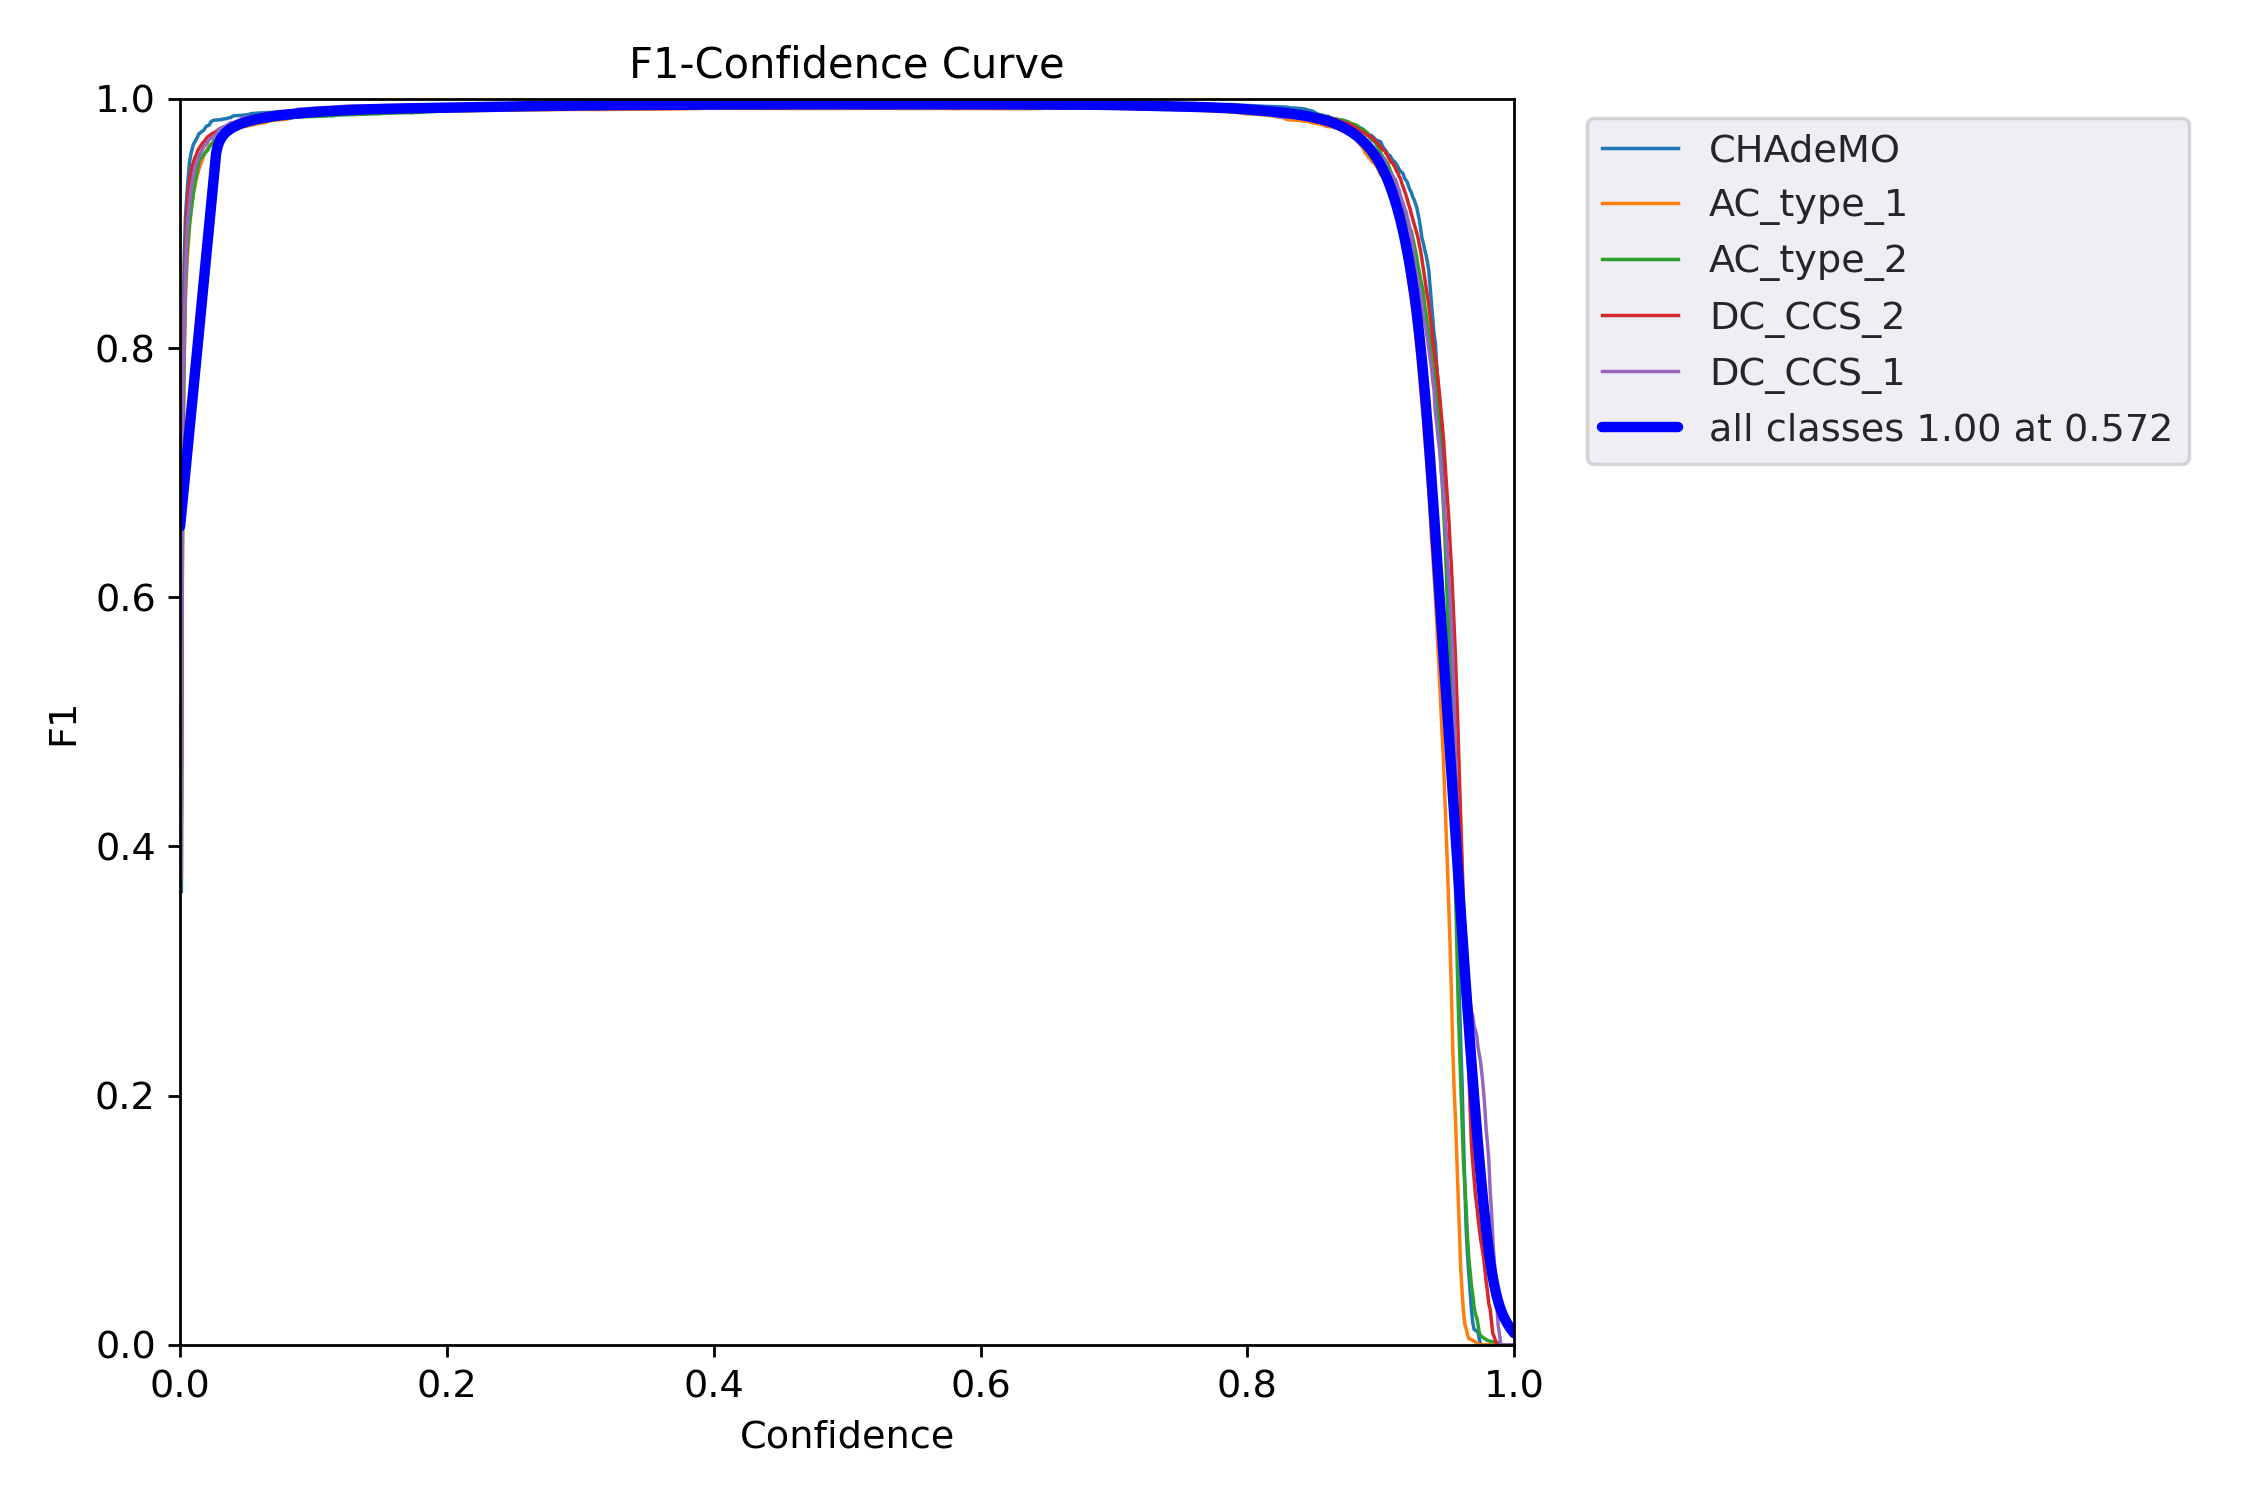 F1-Confidence Curve
1.0
0.8
0.6
0.4
0.2
0.0
F1
0.0 0.2 0.4 0.6 0.8 1.0
Confidence
CHAdeMO
AC_type_1
AC_type_2
DC_CCS_2
DC_CCS_1
all classes 1.00 at 0.572